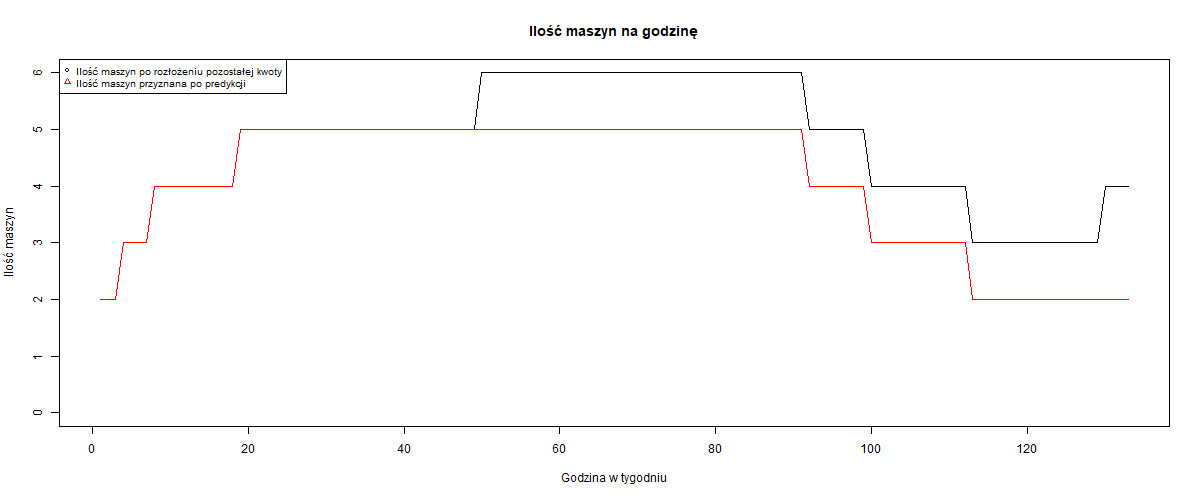 Ilość maszyn na godzinę
Ilość maszyn po rozłożeniu pozostałej kwoty
Ilość maszyn przyznana po predykcji
Ilość maszyn
6
5
4
3
2
1
0
0 20 40 60 80 100 120
Godzina w tygodniu